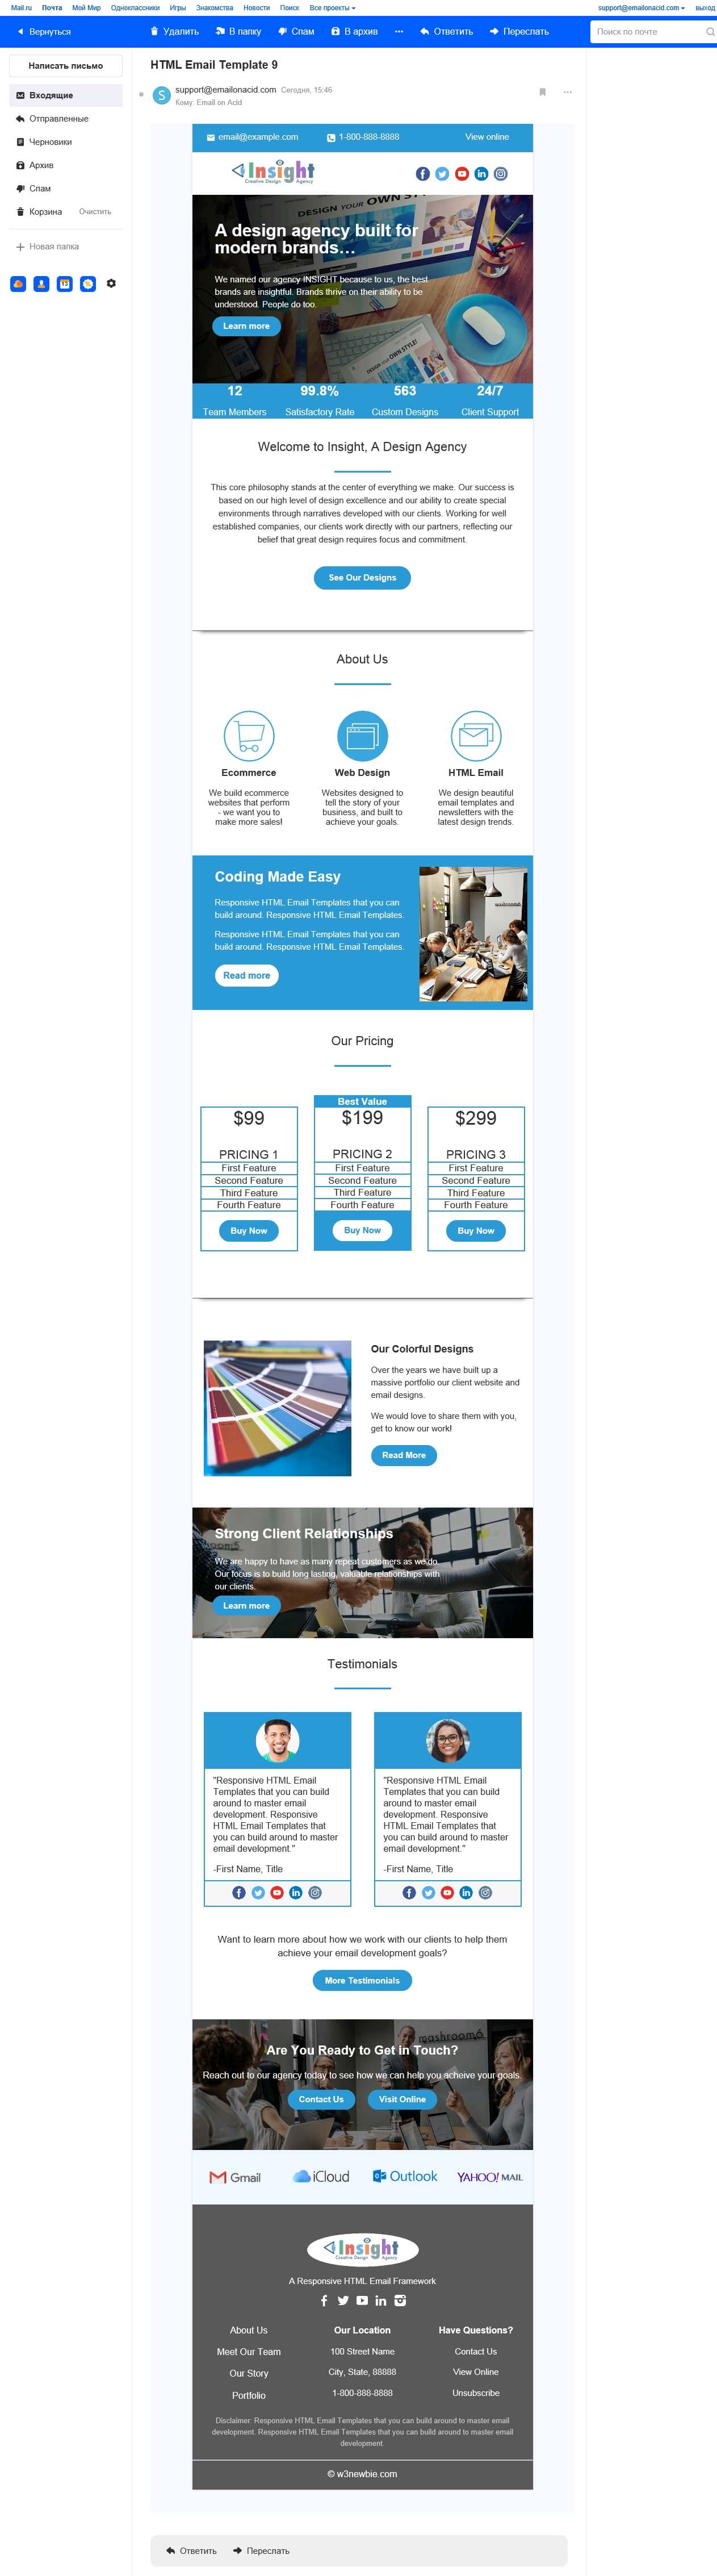 Mail.ru Почта Мой Мир Одноклассники Игры Знакомства Новости Поиск Все проекты support@emailonacid.com выход
Вернуться Удалить В папку Спам В архив Ответить Переслать Поиск по почте
Написать письмо
Входящие
Отправленные
Черновики
Архив
Спам
Корзина Очистить
Новая папка
HTML Email Template 9
S support@emailonacid.com Сегодня, 15:46
Кому: Email on Acid
email@example.com 1-800-888-8888 View online
Insight
Creative Design Agency
DESIGN YOUR OWN STYLE!
A design agency built for
modern brands…
We named our agency INSIGHT because to us, the best
brands are insightful. Brands thrive on their ability to be
understood. People do too.
Learn more
12 99.8% 563 24/7
Team Members Satisfactory Rate Custom Designs Client Support
Welcome to Insight, A Design Agency
This core philosophy stands at the center of everything we make. Our success is
based on our high level of design excellence and our ability to create special
environments through narratives developed with our clients. Working for well
established companies, our clients work directly with our partners, reflecting our
belief that great design requires focus and commitment.
See Our Designs
About Us
Ecommerce
We build ecommerce
websites that perform
- we want you to
make more sales!
Web Design
Websites designed to
tell the story of your
business, and built to
achieve your goals.
HTML Email
We design beautiful
email templates and
newsletters with the
latest design trends.
Coding Made Easy
Responsive HTML Email Templates that you can
build around. Responsive HTML Email Templates.
Responsive HTML Email Templates that you can
build around. Responsive HTML Email Templates.
Read more
Our Pricing
$99
PRICING 1
First Feature
Second Feature
Third Feature
Fourth Feature
Buy Now
Best Value
$199
PRICING 2
First Feature
Second Feature
Third Feature
Fourth Feature
Buy Now
$299
PRICING 3
First Feature
Second Feature
Third Feature
Fourth Feature
Buy Now
Our Colorful Designs
Over the years we have built up a
massive portfolio our client website and
email designs.
We would love to share them with you,
get to know our work!
Read More
Strong Client Relationships
We are happy to have as many repeat customers as we do.
Our focus is to build long lasting, valuable relationships with
our clients.
Learn more
Testimonials
"Responsive HTML Email
Templates that you can build
around to master email
development. Responsive
HTML Email Templates that
you can build around to master
email development."
-First Name, Title
"Responsive HTML Email
Templates that you can build
around to master email
development. Responsive
HTML Email Templates that
you can build around to master
email development."
-First Name, Title
Want to learn more about how we work with our clients to help them
achieve your email development goals?
More Testimonials
Are You Ready to Get in Touch?
Reach out to our agency today to see how we can help you acheive your goals.
Contact Us Visit Online
Gmail iCloud Outlook YAHOO! MAIL
Insight
Creative Design Agency
A Responsive HTML Email Framework
About Us
Meet Our Team
Our Story
Portfolio
Our Location
100 Street Name
City, State, 88888
1-800-888-8888
Have Questions?
Contact Us
View Online
Unsubscribe
Disclaimer: Responsive HTML Email Templates that you can build around to master email
development. Responsive HTML Email Templates that you can build around to master email
development.
© w3newbie.com
Ответить Переслать